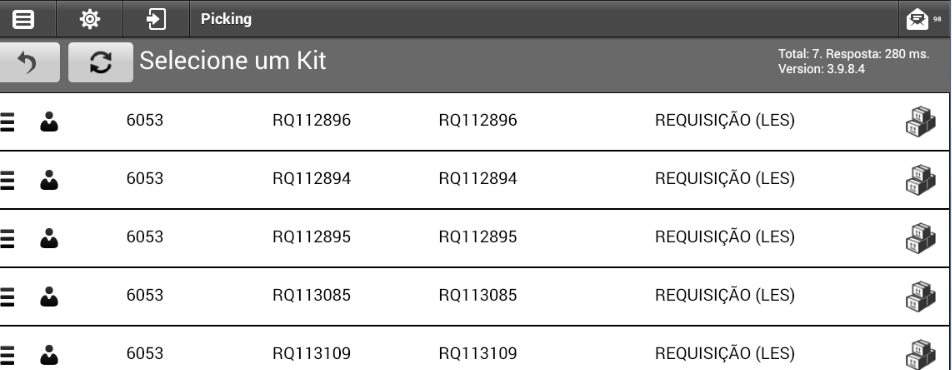 Picking
98
Selecione um Kit
Total: 7. Resposta: 280 ms.
Version: 3.9.8.4
6053 RQ112896 RQ112896 REQUISIÇÃO (LES)
6053 RQ112894 RQ112894 REQUISIÇÃO (LES)
6053 RQ112895 RQ112895 REQUISIÇÃO (LES)
6053 RQ113085 RQ113085 REQUISIÇÃO (LES)
6053 RQ113109 RQ113109 REQUISIÇÃO (LES)